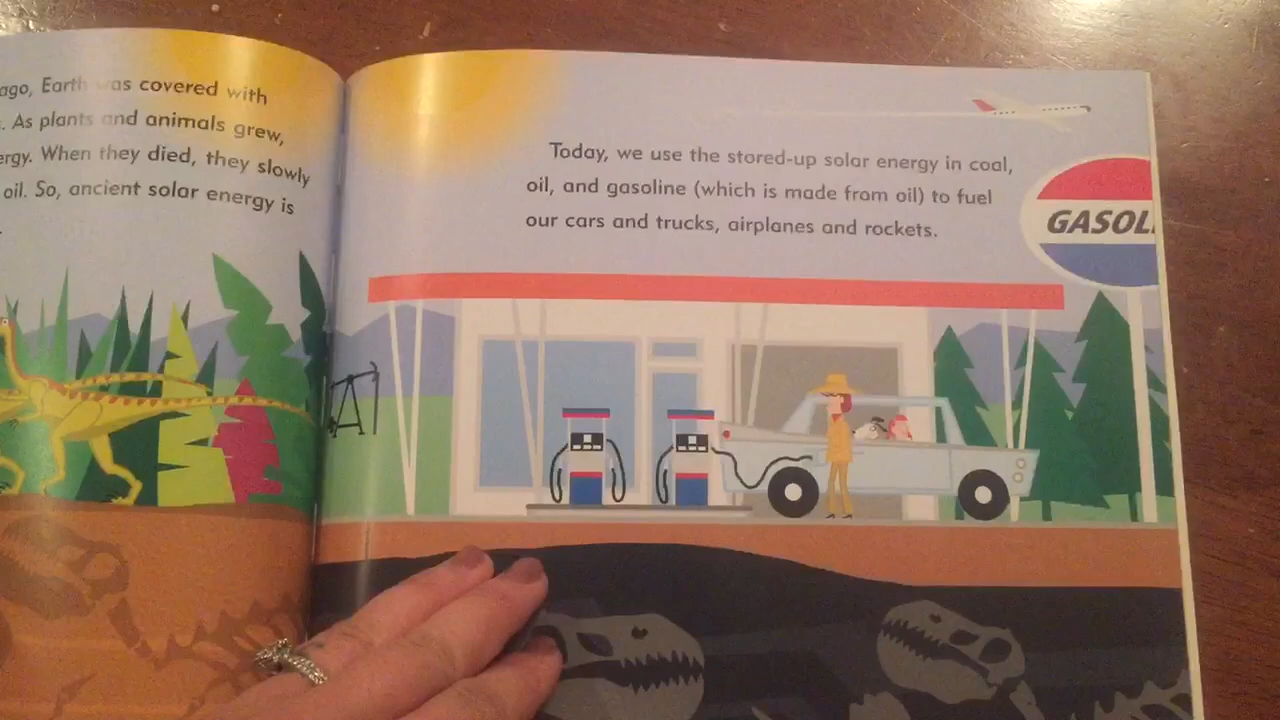 ago, Earth was covered with
. As plants and animals grew,
ergy. When they died, they slowly
oil. So, ancient solar energy is
Today, we use the stored-up solar energy in coal,
oil, and gasoline (which is made from oil) to fuel
our cars and trucks, airplanes and rockets.
GASOL